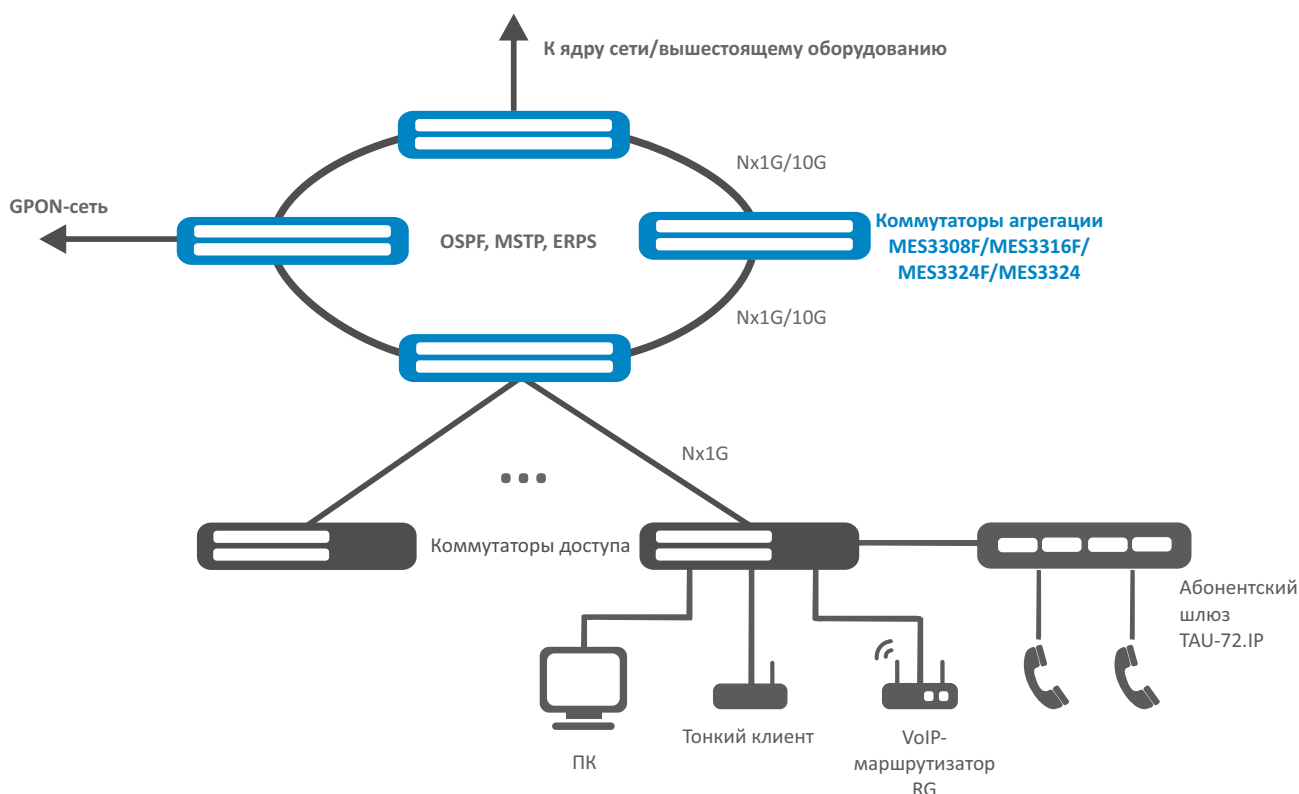 К ядру сети/вышестоящему оборудованию
Nx1G/10G
GPON-сеть
OSPF, MSTP, ERPS
Коммутаторы агрегации
MES3308F/MES3316F/
MES3324F/MES3324
Nx1G/10G
Nx1G
Коммутаторы доступа
Абонентский
шлюз
TAU-72.IP
ПК
Тонкий клиент
VoIP-
маршрутизатор
RG